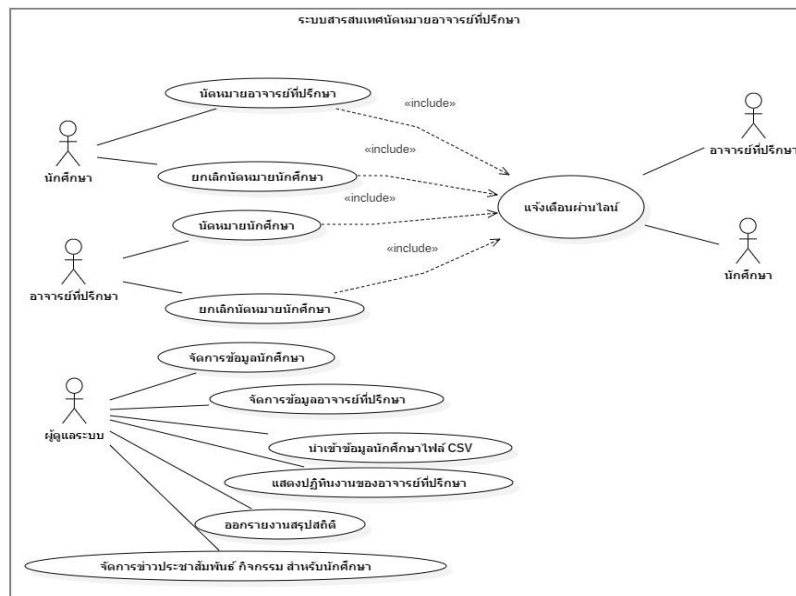 ระบบสารสนเทศนัดหมายอาจารย์ที่ปรึกษา
นัดหมายอาจารย์ที่ปรึกษา
«include»
นักศึกษา
ยกเลิกนัดหมายนักศึกษา
«include»
อาจารย์ที่ปรึกษา
แจ้งเตือนผ่านไลน์
นัดหมายนักศึกษา
«include»
นักศึกษา
อาจารย์ที่ปรึกษา
«include»
ยกเลิกนัดหมายนักศึกษา
จัดการข้อมูลนักศึกษา
จัดการข้อมูลอาจารย์ที่ปรึกษา
ผู้ดูแลระบบ
นำเข้าข้อมูลนักศึกษาไฟล์ CSV
แสดงปฏิทินงานของอาจารย์ที่ปรึกษา
ออกรายงานสรุปสถิติ
จัดการข่าวประชาสัมพันธ์ กิจกรรม สำหรับนักศึกษา